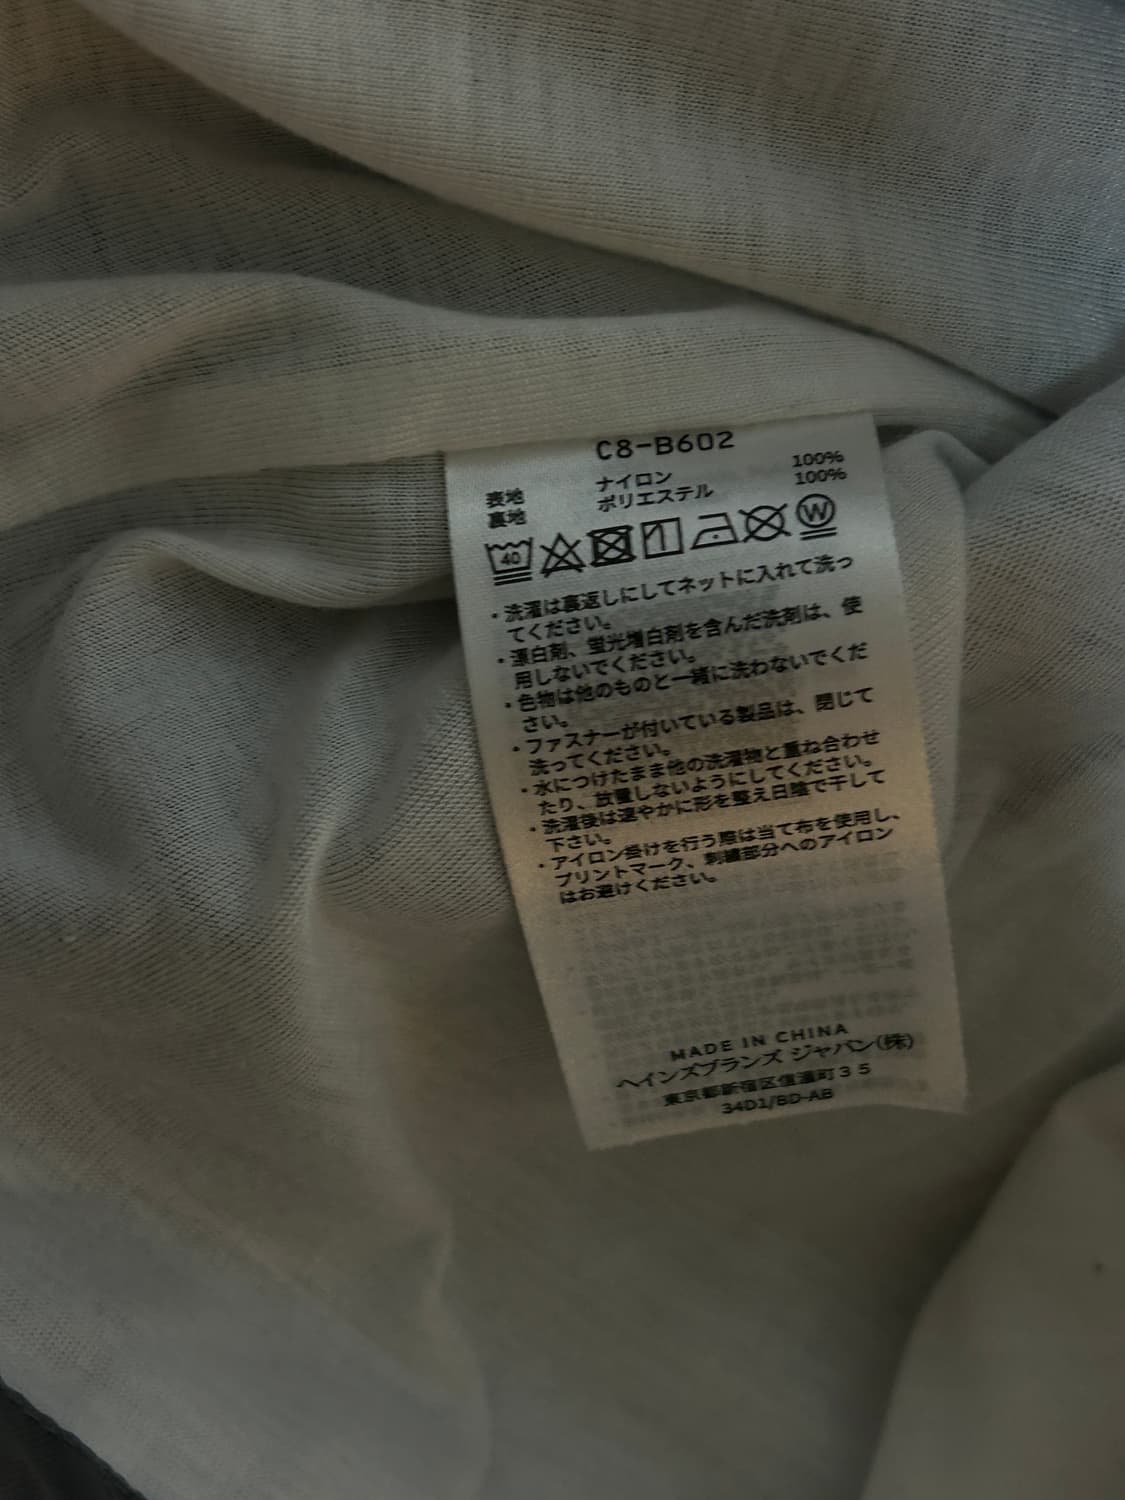 C8-B602
表地 ナイロン 100%
裏地 ポリエステル 100%
40 W
・洗濯は裏返しにしてネットに入れて洗っ
てください。
・漂白剤、蛍光増白剤を含んだ洗剤は、使
用しないでください。
・色物は他のものと一緒に洗わないでくだ
さい。
・ファスナーが付いている製品は、閉じて
洗ってください。
・水につけたまま他の洗濯物と重ね合わせ
たり、放置しないようにしてください。
・洗濯後は速やかに形を整え日陰で干して
下さい。
・アイロン掛けを行う際は当て布を使用し、
プリントマーク、刺繍部分へのアイロン
はお避けください。
MADE IN CHINA
ヘインズブランズ ジャパン(株)
東京都新宿区信濃町35
34D1/BD-AB